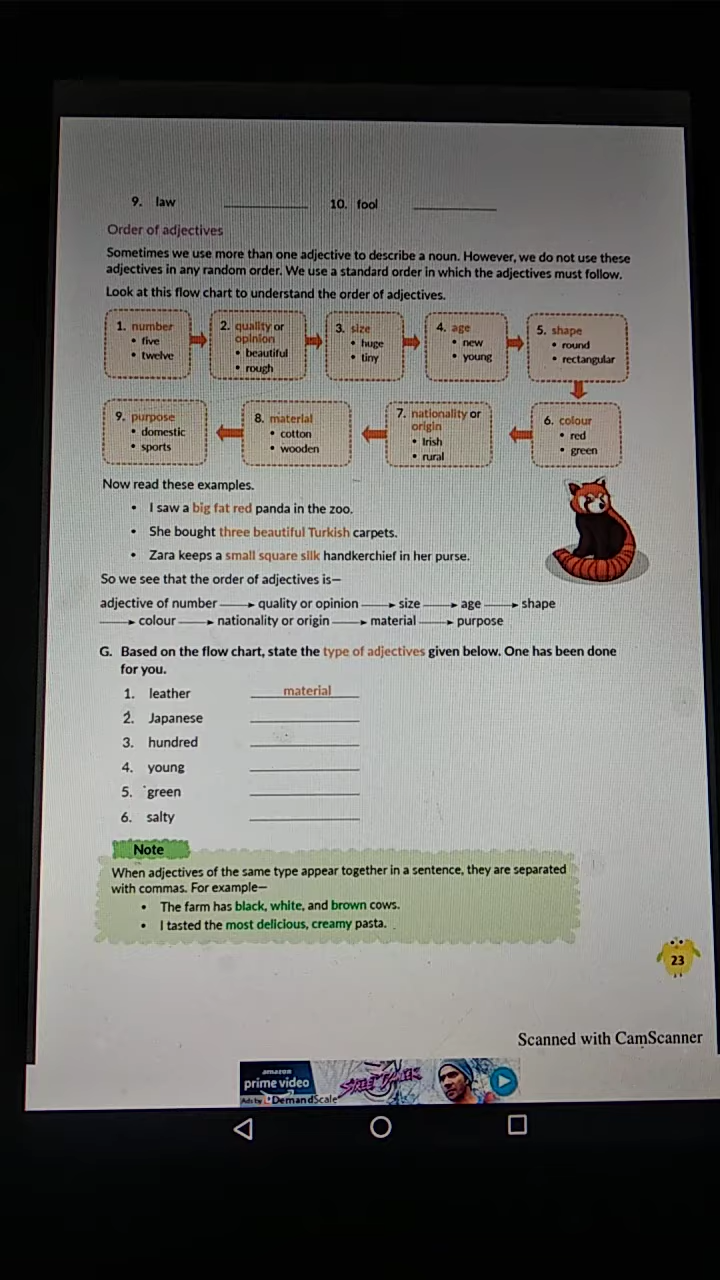 9. law ____________ 10. fool ____________
Order of adjectives
Sometimes we use more than one adjective to describe a noun. However, we do not use these
adjectives in any random order. We use a standard order in which the adjectives must follow.
Look at this flow chart to understand the order of adjectives.
1. number
• five
• twelve
2. quality or
opinion
• beautiful
• rough
3. size
• huge
• tiny
4. age
• new
• young
5. shape
• round
• rectangular
6. colour
• red
• green
7. nationality or
origin
• Irish
• rural
8. material
• cotton
• wooden
9. purpose
• domestic
• sports
Now read these examples.
• I saw a big fat red panda in the zoo.
• She bought three beautiful Turkish carpets.
• Zara keeps a small square silk handkerchief in her purse.
So we see that the order of adjectives is—
adjective of number → quality or opinion → size → age → shape
→ colour → nationality or origin → material → purpose
G. Based on the flow chart, state the type of adjectives given below. One has been done
for you.
1. leather material
2. Japanese ____________
3. hundred ____________
4. young ____________
5. green ____________
6. salty ____________
Note
When adjectives of the same type appear together in a sentence, they are separated
with commas. For example—
• The farm has black, white, and brown cows.
• I tasted the most delicious, creamy pasta.
23
Scanned with CamScanner
amazon
prime video
Ads by DemandScale